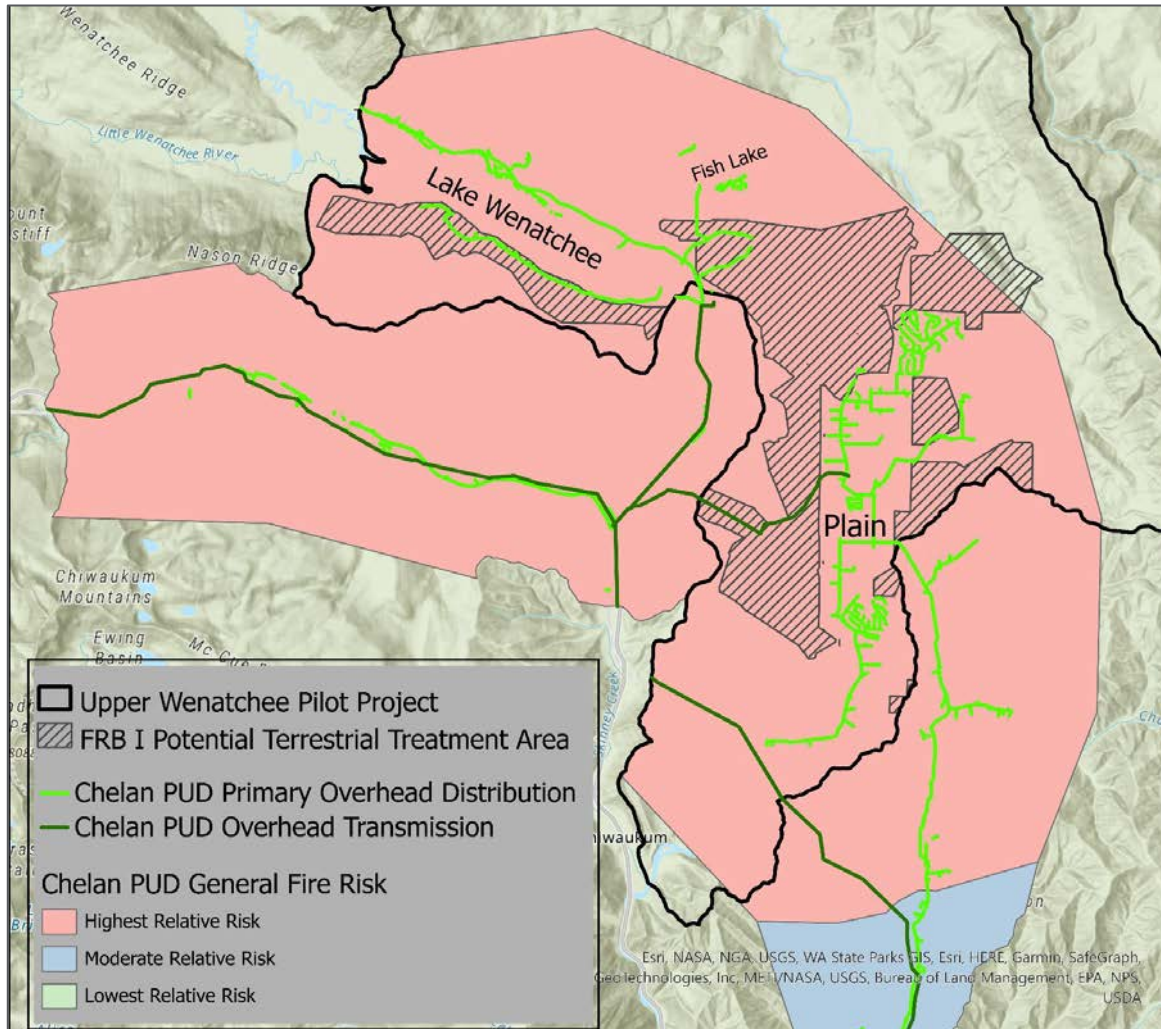 Wenatchee
Ridge
Little Wenatchee River
Fish Lake
Lake Wenatchee
Nason Ridge
Plain
Chiwaukum
Mountains
Ewing
Basin
Skinney Creek
Upper Wenatchee Pilot Project
FRB I Potential Terrestrial Treatment Area
Chelan PUD Primary Overhead Distribution
Chelan PUD Overhead Transmission
Chelan PUD General Fire Risk
Highest Relative Risk
Moderate Relative Risk
Lowest Relative Risk
Esri, NASA, NGA, USGS, WA State Parks GIS, Esri, HERE, Garmin, SafeGraph,
GeoTechnologies, Inc, METI/NASA, USGS, Bureau of Land Management, EPA, NPS,
USDA